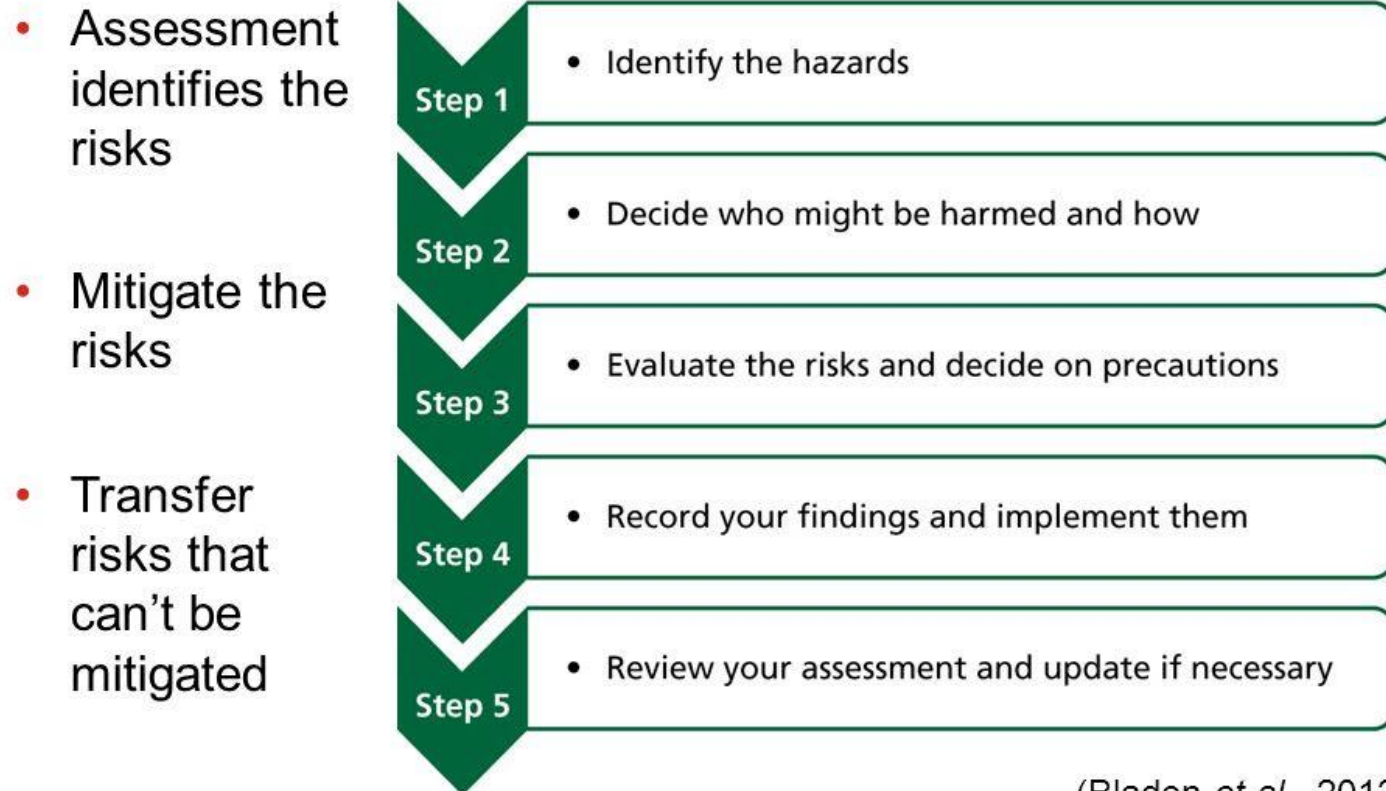 • Assessment
identifies the
risks
• Mitigate the
risks
• Transfer
risks that
can’t be
mitigated
Step 1
• Identify the hazards
Step 2
• Decide who might be harmed and how
Step 3
• Evaluate the risks and decide on precautions
Step 4
• Record your findings and implement them
Step 5
• Review your assessment and update if necessary
et al